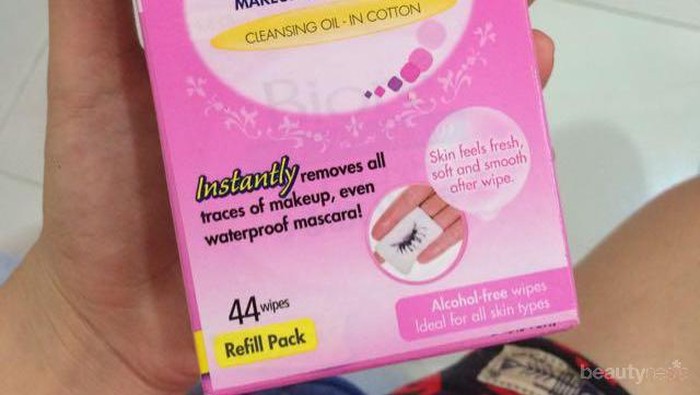 CLEANSING OIL - IN COTTON
Instantly removes all
traces of makeup, even
waterproof mascara!
Skin feels fresh,
soft and smooth
after wipe.
44 wipes
Refill Pack
Alcohol-free wipes
Ideal for all skin types